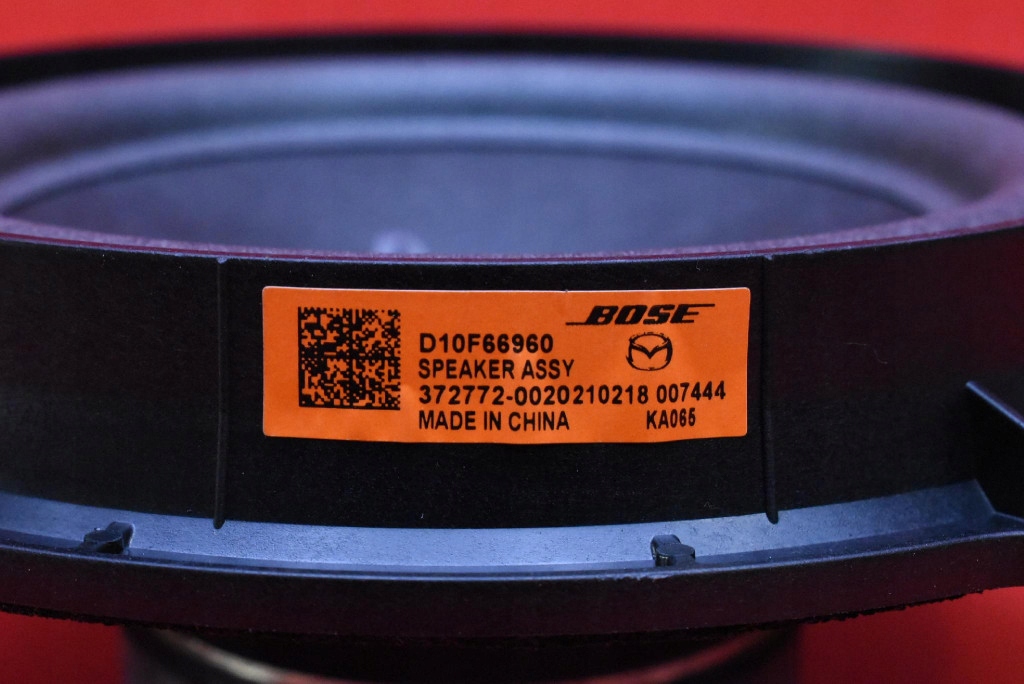 BOSE
D10F66960
SPEAKER ASSY
372772-0020210218 007444
MADE IN CHINA KA065